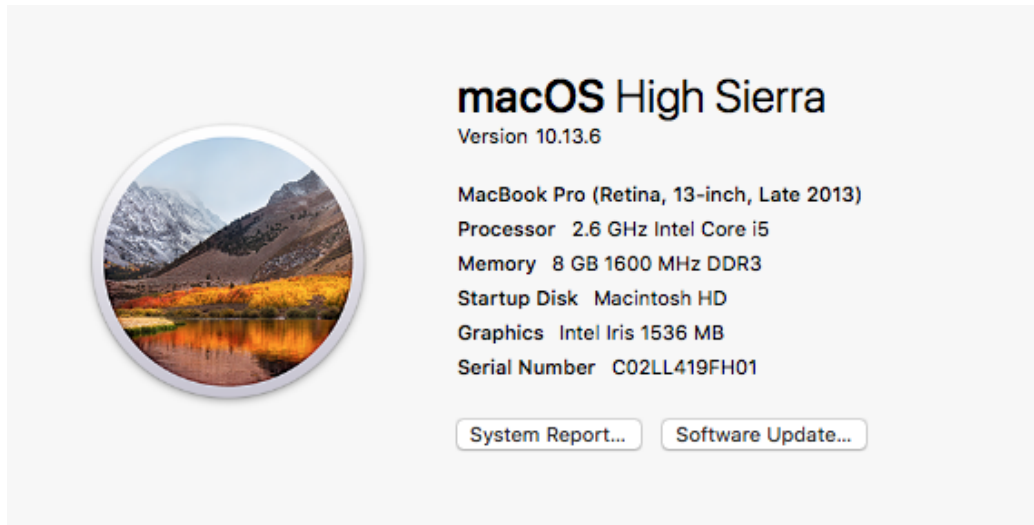 macOS High Sierra
Version 10.13.6
MacBook Pro (Retina, 13-inch, Late 2013)
Processor 2.6 GHz Intel Core i5
Memory 8 GB 1600 MHz DDR3
Startup Disk Macintosh HD
Graphics Intel Iris 1536 MB
Serial Number C02LL419FH01
System Report... Software Update...